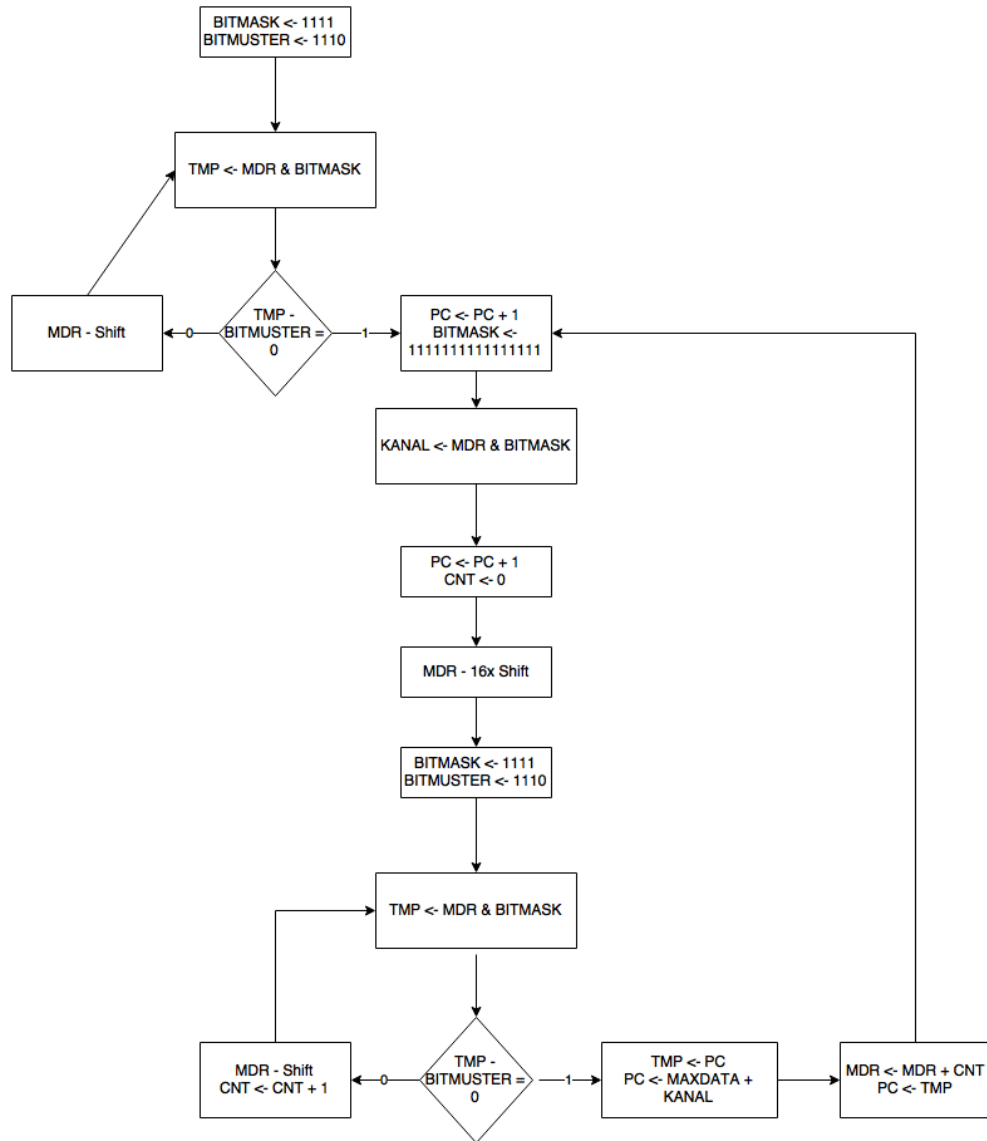 BITMASK <- 1111
BITMUSTER <- 1110
TMP <- MDR & BITMASK
MDR - Shift
0
TMP -
BITMUSTER =
0
1
PC <- PC + 1
BITMASK <-
1111111111111111
KANAL <- MDR & BITMASK
PC <- PC + 1
CNT <- 0
MDR - 16x Shift
BITMASK <- 1111
BITMUSTER <- 1110
TMP <- MDR & BITMASK
MDR - Shift
CNT <- CNT + 1
0
TMP -
BITMUSTER =
0
1
TMP <- PC
PC <- MAXDATA +
KANAL
MDR <- MDR + CNT
PC <- TMP